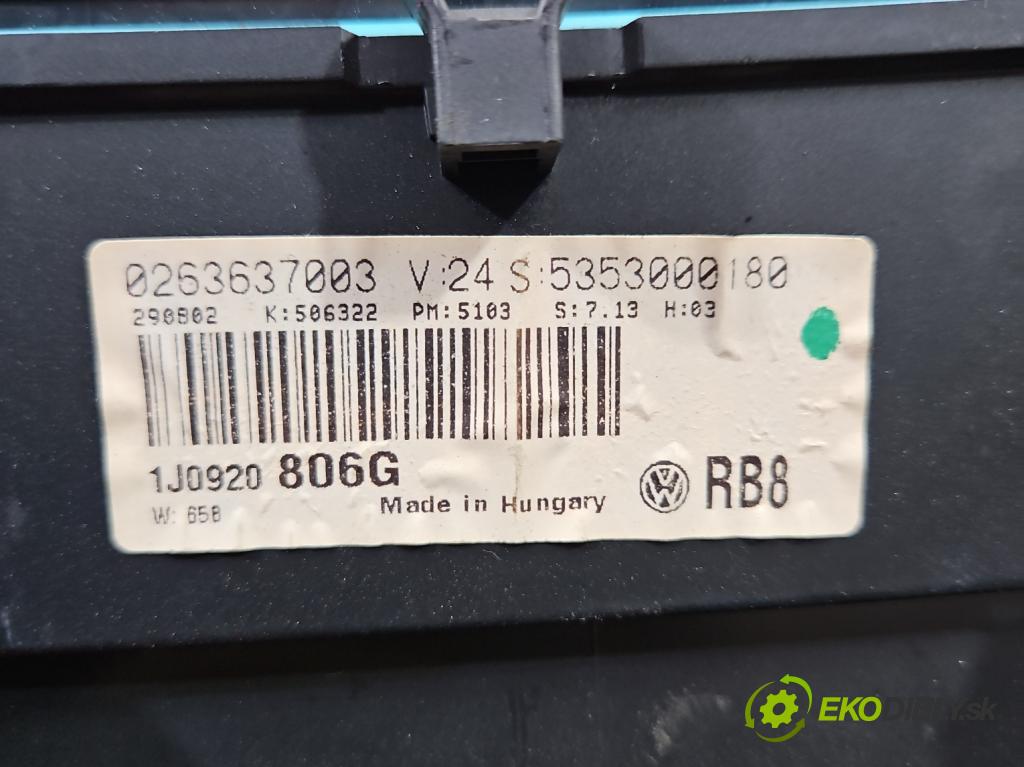 0263637003 V:24 S:5353000180
290802 K:506322 PM:5103 S:7.13 H:03
1J0920 806G
W: 658
Made in Hungary
RB8
EKODIELY.sk